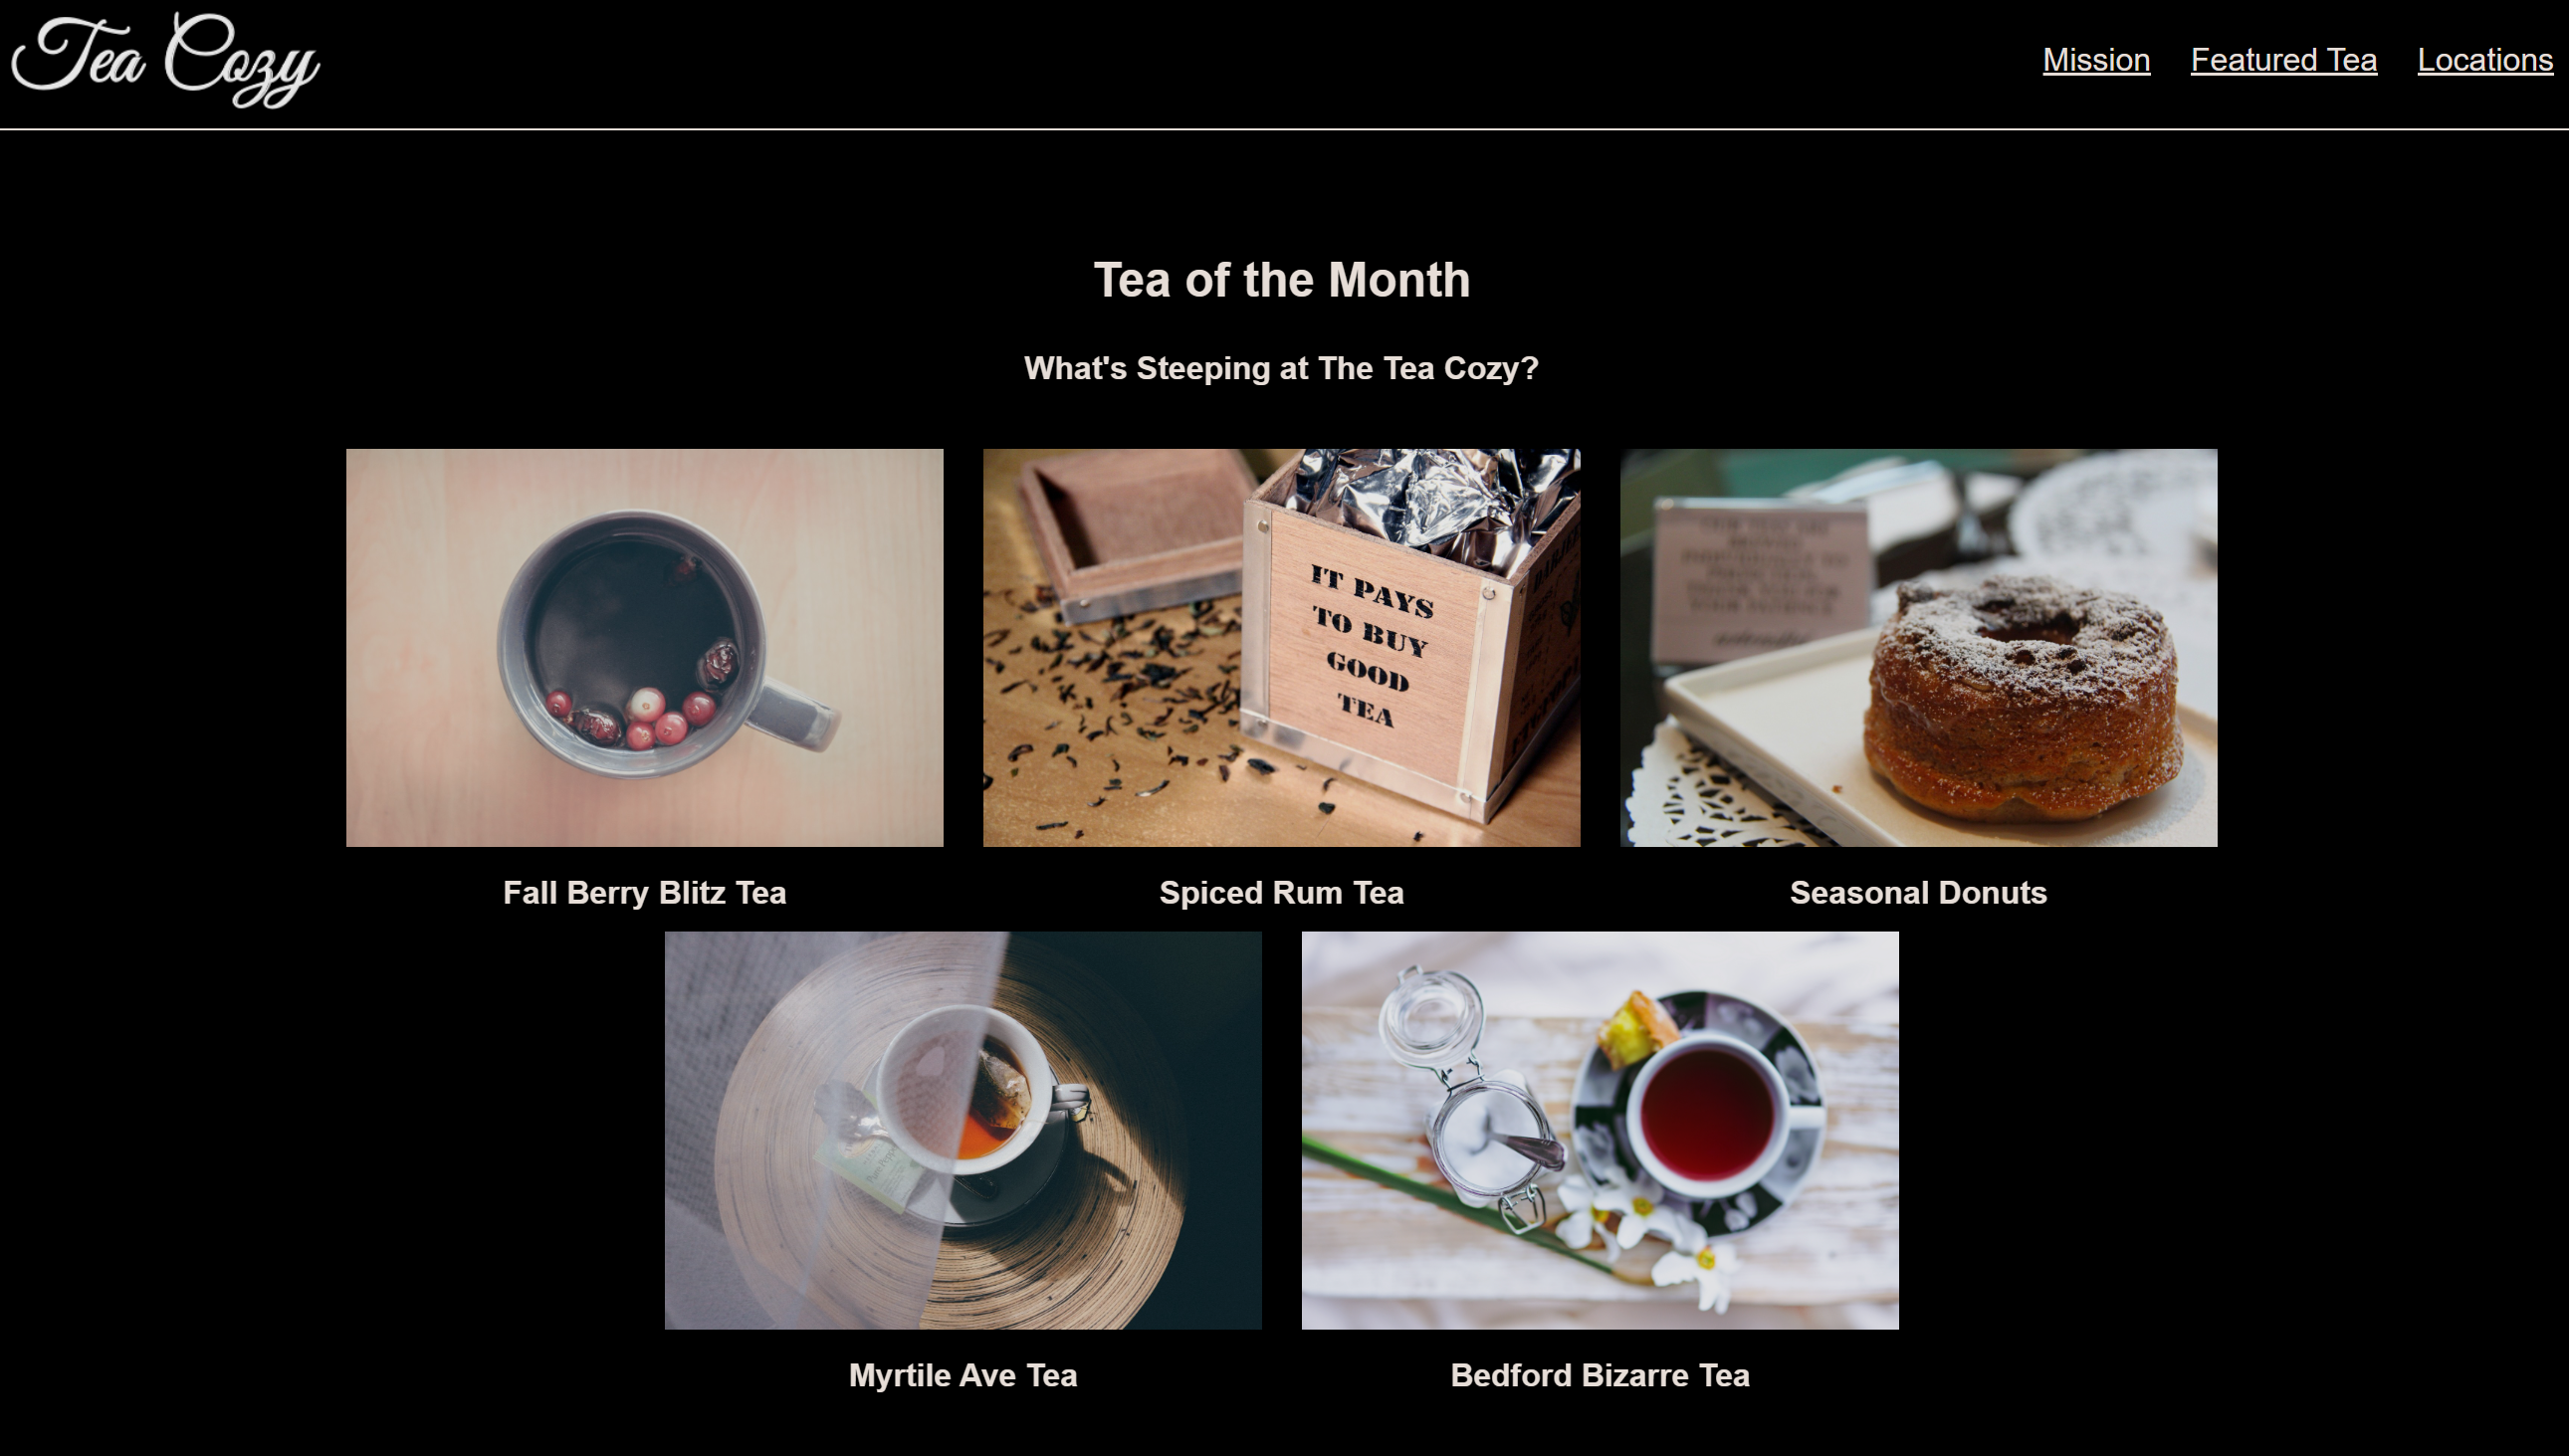 Tea Cozy
Mission Featured Tea Locations
Tea of the Month
What's Steeping at The Tea Cozy?
IT PAYS
TO BUY
GOOD
TEA
Fall Berry Blitz Tea
Spiced Rum Tea
Seasonal Donuts
Myrtile Ave Tea
Bedford Bizarre Tea